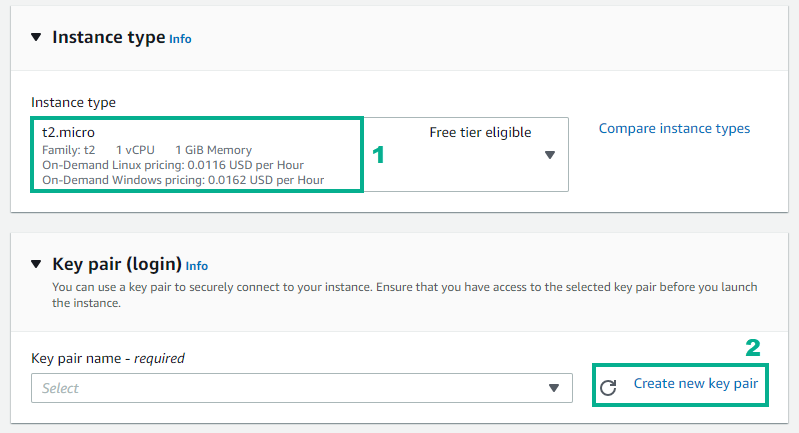 Instance type Info
Instance type
t2.micro Free tier eligible
Family: t2 1 vCPU 1 GiB Memory
On-Demand Linux pricing: 0.0116 USD per Hour
On-Demand Windows pricing: 0.0162 USD per Hour
1
Compare instance types
Key pair (login) Info
You can use a key pair to securely connect to your instance. Ensure that you have access to the selected key pair before you launch
the instance.
Key pair name - required
2
Select
Create new key pair